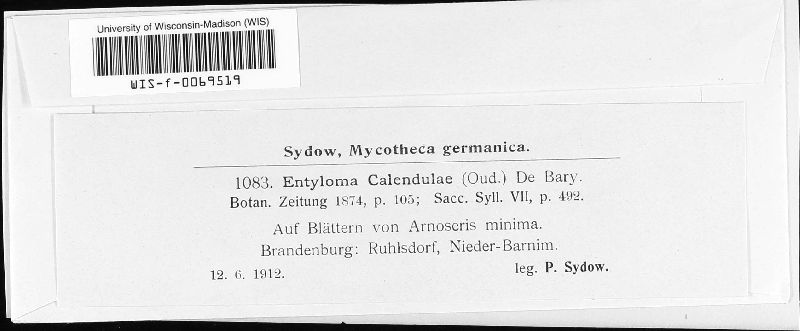 University of Wisconsin-Madison (WIS)
WIS-f-0069519
Sydow, Mycotheca germanica.
1083. Entyloma Calendulae (Oud.) De Bary.
Botan. Zeitung 1874, p. 105; Sacc. Syll. VII, p. 492.
Auf Blättern von Arnoseris minima.
Brandenburg: Ruhlsdorf, Nieder-Barnim.
12. 6. 1912. leg. P. Sydow.